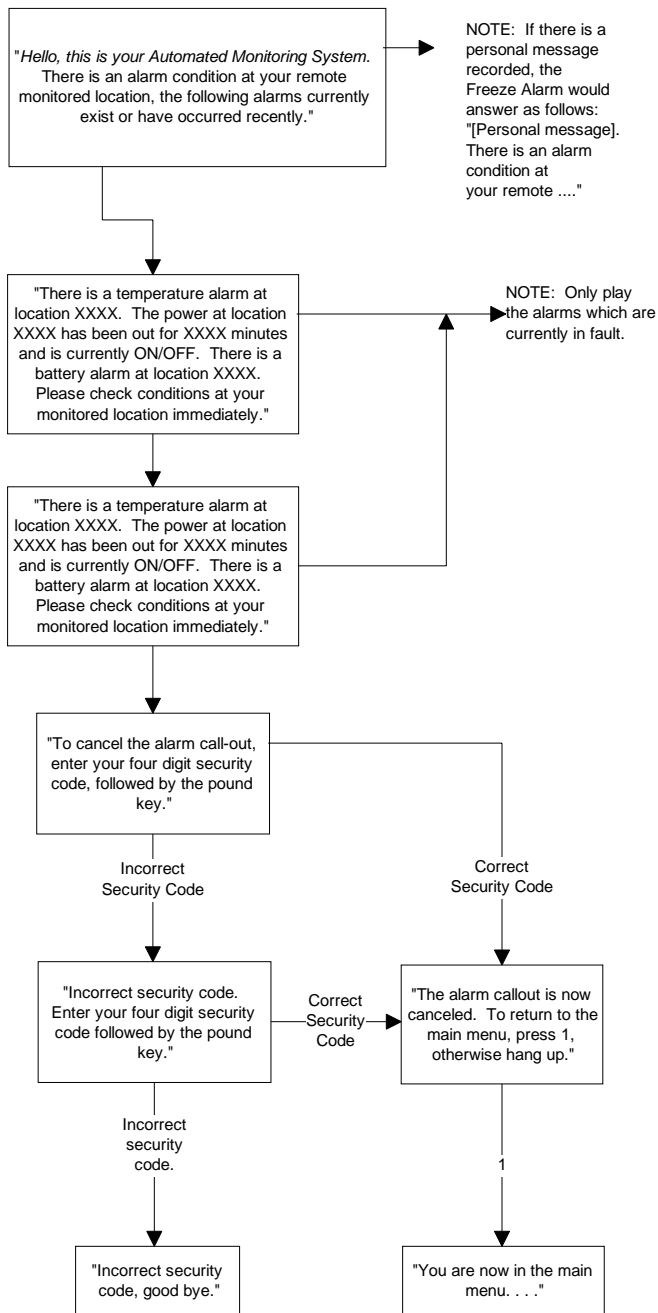 "Hello, this is your Automated Monitoring System.
There is an alarm condition at your remote
monitored location, the following alarms currently
exist or have occurred recently."
NOTE:  If there is a
personal message
recorded, the
Freeze Alarm would
answer as follows:
"[Personal message].
There is an alarm
condition at
your remote ...."
"There is a temperature alarm at
location XXXX.  The power at location
XXXX has been out for XXXX minutes
and is currently ON/OFF.  There is a
battery alarm at location XXXX.
Please check conditions at your
monitored location immediately."
NOTE:  Only play
the alarms which are
currently in fault.
"There is a temperature alarm at
location XXXX.  The power at location
XXXX has been out for XXXX minutes
and is currently ON/OFF.  There is a
battery alarm at location XXXX.
Please check conditions at your
monitored location immediately."
"To cancel the alarm call-out,
enter your four digit security
code, followed by the pound
key."
Incorrect
Security Code
Correct
Security Code
"Incorrect security code.
Enter your four digit security
code followed by the pound
key."
Correct
Security
Code
"The alarm callout is now
canceled.  To return to the
main menu, press 1,
otherwise hang up."
Incorrect
security
code.
1
"Incorrect security
code, good bye."
"You are now in the main
menu. . . ."